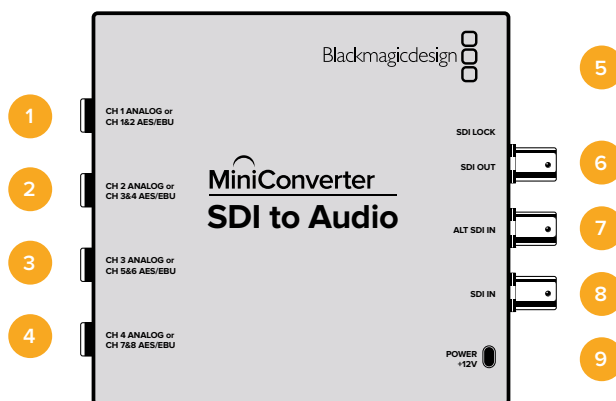 Blackmagicdesign
5
1
CH 1 ANALOG or
CH 1&2 AES/EBU
SDI LOCK
SDI OUT
6
2
CH 2 ANALOG or
CH 3&4 AES/EBU
MiniConverter
SDI to Audio
ALT SDI IN
7
3
CH 3 ANALOG or
CH 5&6 AES/EBU
SDI IN
8
4
CH 4 ANALOG or
CH 7&8 AES/EBU
POWER
+12V
9